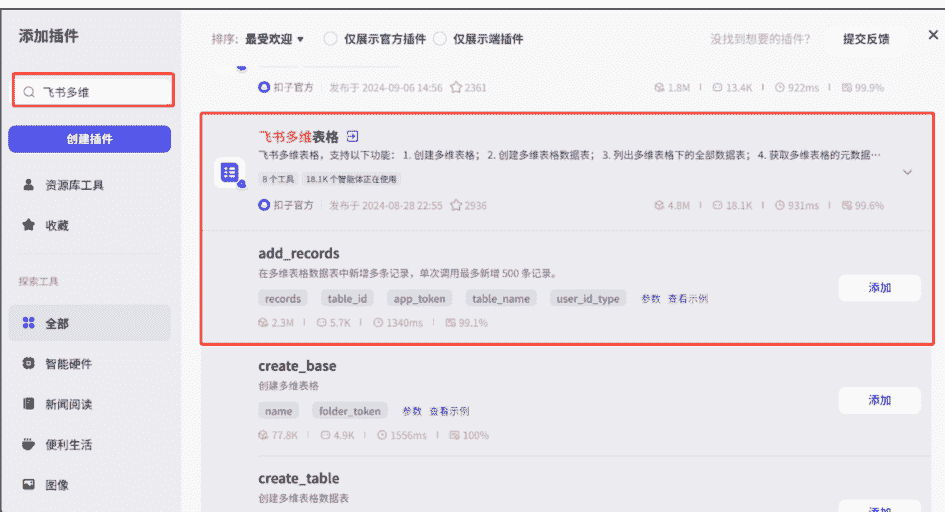 添加插件
飞书多维
创建插件
资源库工具
收藏
探索工具
全部
智能硬件
新闻阅读
便利生活
图像
排序: 最受欢迎 仅展示官方插件 仅展示端插件 没找到想要的插件? 提交反馈
扣子官方 发布于 2024-09-06 14:56 2361 1.8M 13.4K 922ms 99.9%
飞书多维表格
飞书多维表格，支持以下功能： 1. 创建多维表格； 2. 创建多维表格数据表； 3. 列出多维表格下的全部数据表； 4. 获取多维表格的元数据…
8 个工具 18.1K 个智能体正在使用
扣子官方 发布于 2024-08-28 22:55 2936 4.8M 18.1K 931ms 99.6%
add_records
在多维表格数据表中新增多条记录，单次调用最多新增 500 条记录。
records table_id app_token table_name user_id_type 参数 查看示例
添加
2.3M 5.7K 1340ms 99.1%
create_base
创建多维表格
name folder_token 参数 查看示例
添加
77.8K 4.9K 1556ms 100%
create_table
创建多维表格数据表
添加